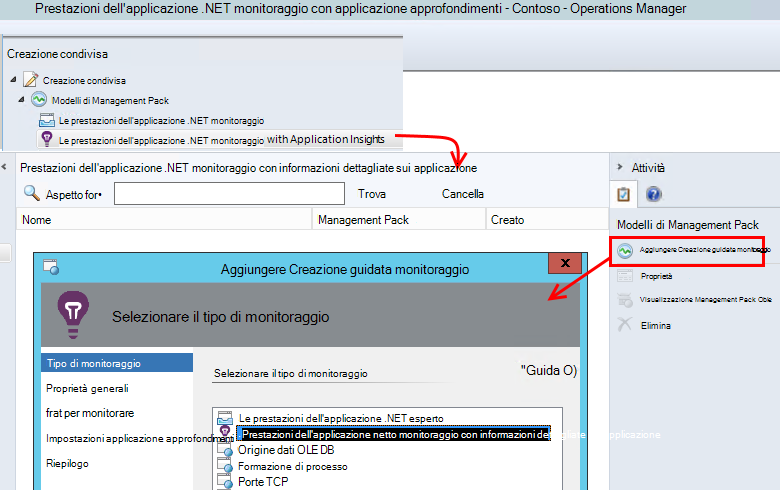 Prestazioni dell'applicazione .NET monitoraggio con applicazione approfondimenti - Contoso - Operations Manager
Creazione condivisa
Creazione condivisa
Modelli di Management Pack
Le prestazioni dell'applicazione .NET monitoraggio
Le prestazioni dell'applicazione .NET monitoraggio with Application Insights
Prestazioni dell'applicazione .NET monitoraggio con informazioni dettagliate sui applicazione
Aspetto for•
Trova
Cancella
Nome
Management Pack
Creato
Attività
Modelli di Management Pack
Aggiungere Creazione guidata monitoraggio
Proprietà
Visualizzazione Management Pack Oble
Elimina
Aggiungere Creazione guidata monitoraggio
x
Selezionare il tipo di monitoraggio
Tipo di monitoraggio
Proprietà generali
frat per monitorare
Impostazioni applicazione approfondimenti
Riepilogo
Selezionare il tipo di monitoraggio
"Guida O)
Le prestazioni dell'applicazione .NET esperto
Prestazioni dell'applicazione netto monitoraggio con informazioni dettagliate applicazione
Origine dati OLE DB
Formazione di processo
Porte TCP